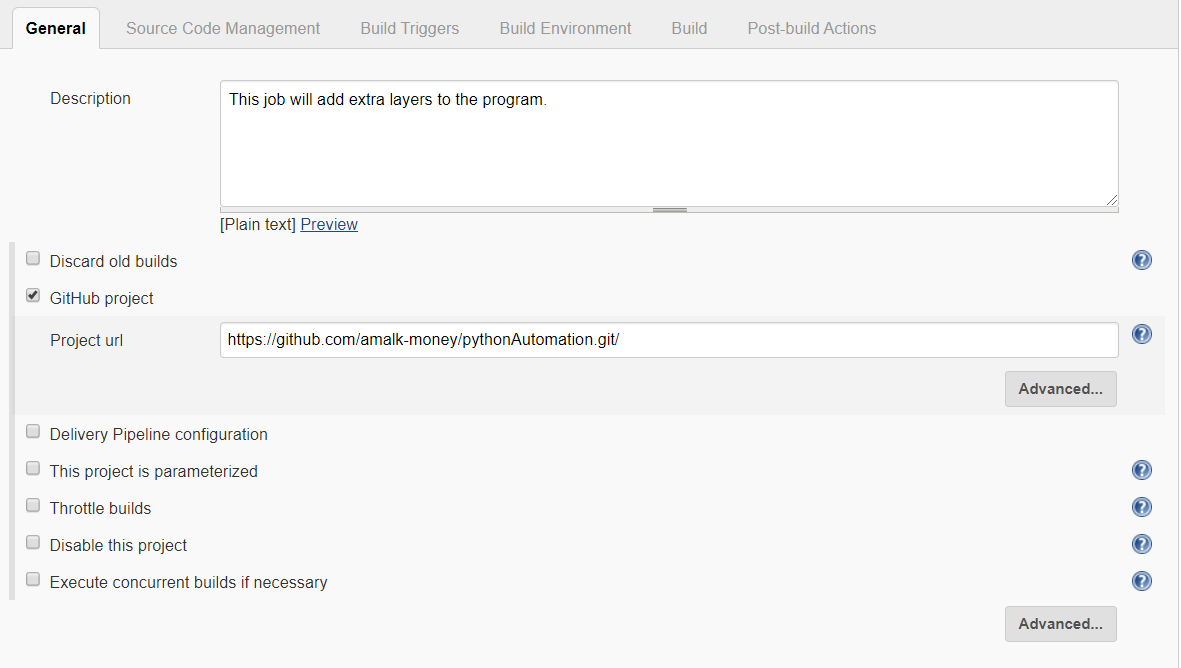 General Source Code Management Build Triggers Build Environment Build Post-build Actions
Description
This job will add extra layers to the program.
[Plain text] Preview
Discard old builds ?
GitHub project
Project url https://github.com/amalk-money/pythonAutomation.git/ ?
Advanced...
Delivery Pipeline configuration
This project is parameterized ?
Throttle builds ?
Disable this project ?
Execute concurrent builds if necessary ?
Advanced...